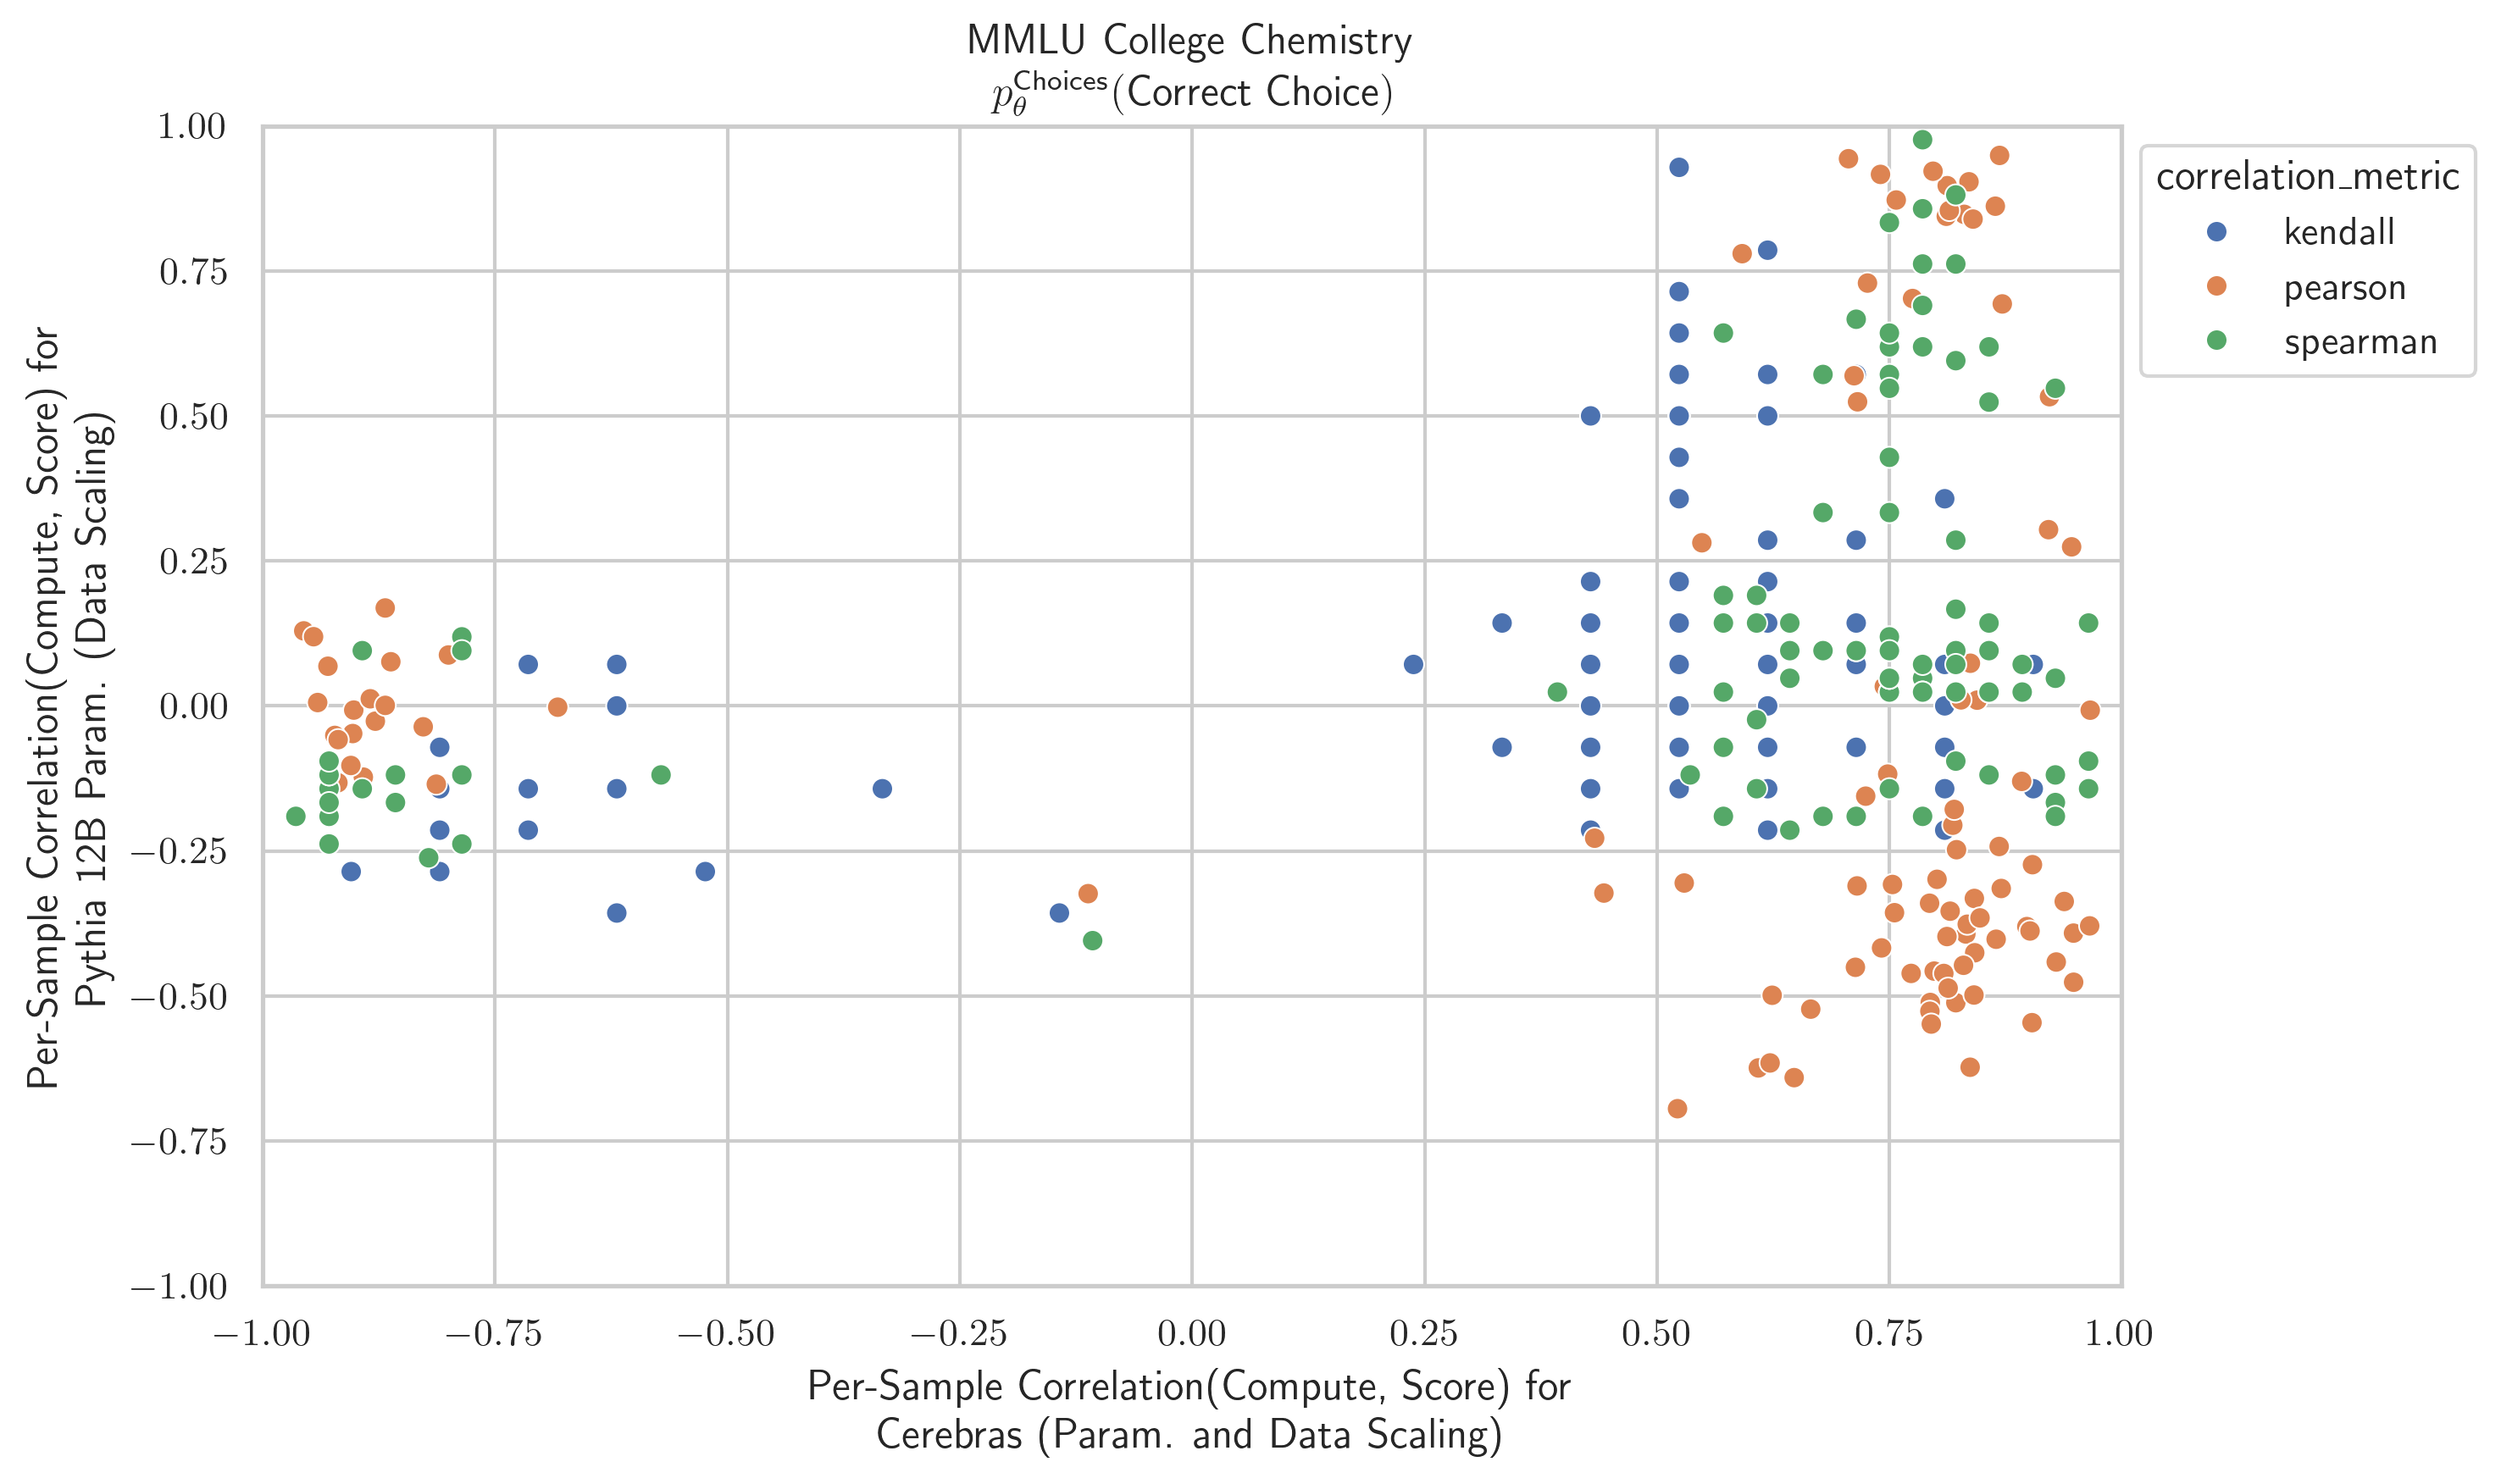 MMLU College Chemistry
p_θ^Choices(Correct Choice)
1.00
0.75
0.50
0.25
0.00
−0.25
−0.50
−0.75
−1.00
Per-Sample Correlation(Compute, Score) for
Pythia 12B Param. (Data Scaling)
correlation_metric
kendall
pearson
spearman
−1.00 −0.75 −0.50 −0.25 0.00 0.25 0.50 0.75 1.00
Per-Sample Correlation(Compute, Score) for
Cerebras (Param. and Data Scaling)